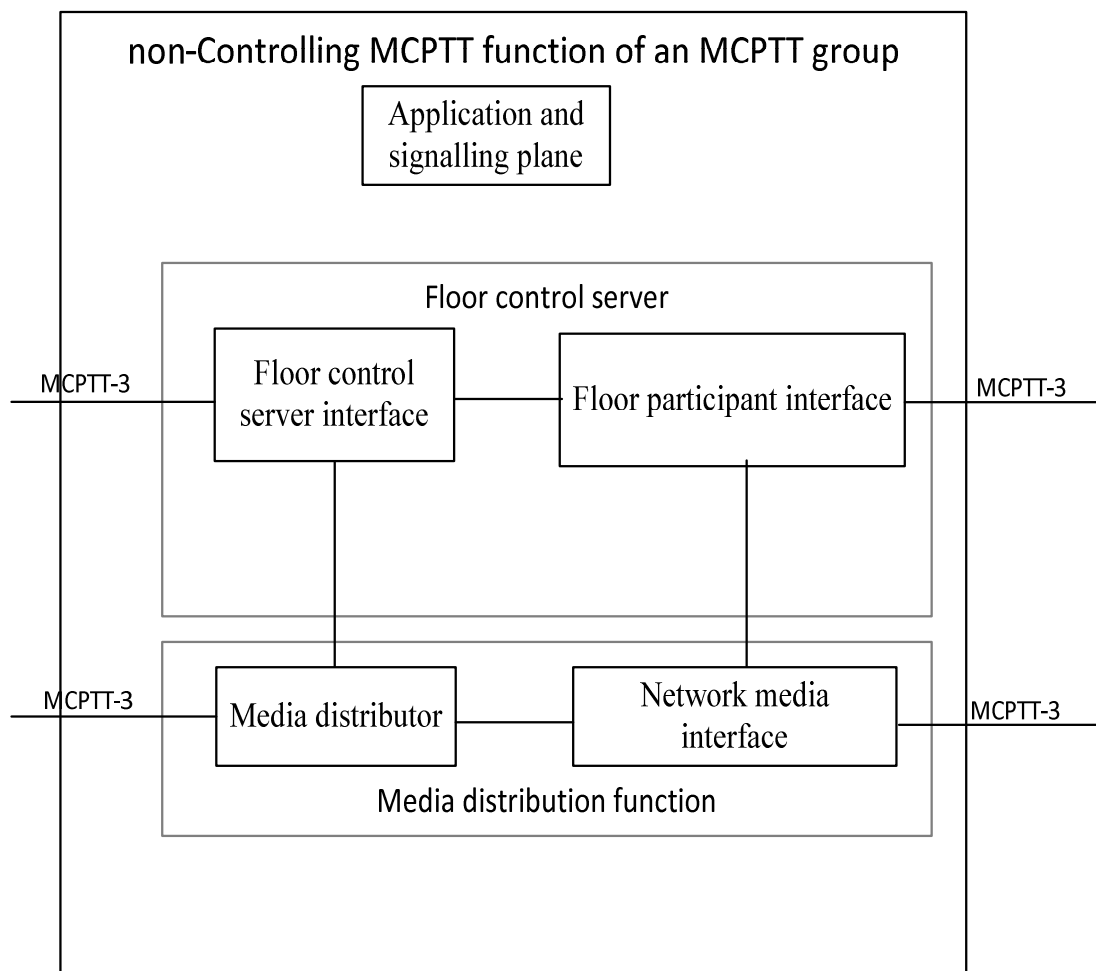 non-Controlling MCPTT function of an MCPTT group
Application and
signalling plane
Floor control server
MCPTT-3
Floor control
server interface
Floor participant interface
MCPTT-3
MCPTT-3
Media distributor
Network media
interface
MCPTT-3
Media distribution function